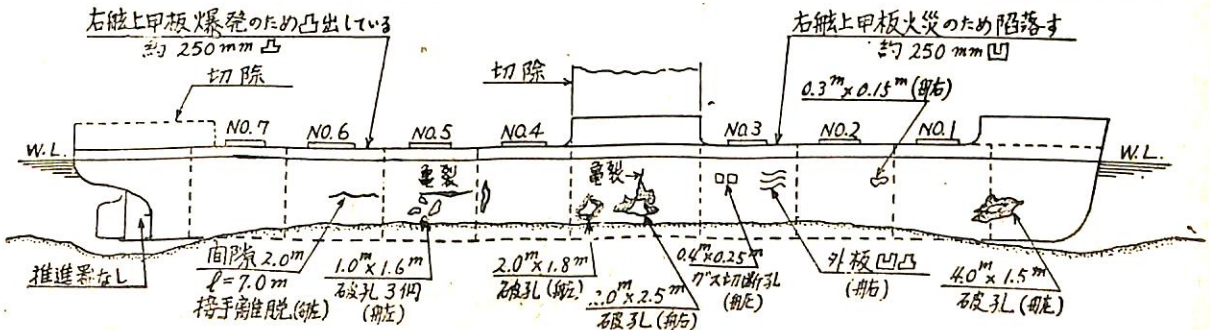 右舷上甲板爆発のため凸出している
約 250 mm 凸
右舷上甲板火災のため陥落す
約 250 mm 凹
切除
切除
0.3m×0.15m (舷右)
NO.7
NO.6
NO.5
NO.4
NO.3
NO.2
NO.1
W.L.
W.L.
亀裂
亀裂
推進器なし
間隙 2.0m
l=7.0m
接手離脱(舷左)
1.0m×1.6m
破孔 3個
(舷左)
2.0m×1.8m
破孔(舷左)
2.0m×2.5m
破孔(舷右)
0.4m×0.25m
ガス切断孔
(舷左)
外板凹凸
(舷右)
4.0m×1.5m
破孔(舷左)